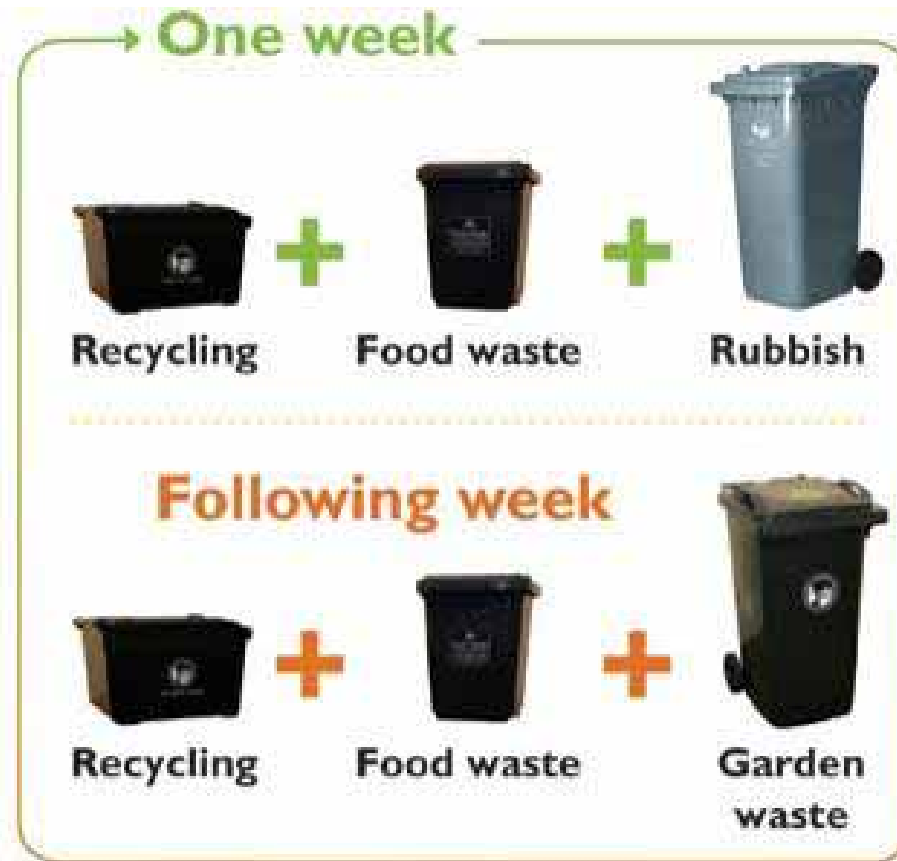 One week
Recycling
Food waste
Rubbish
Following week
Recycling
Food waste
Garden
waste